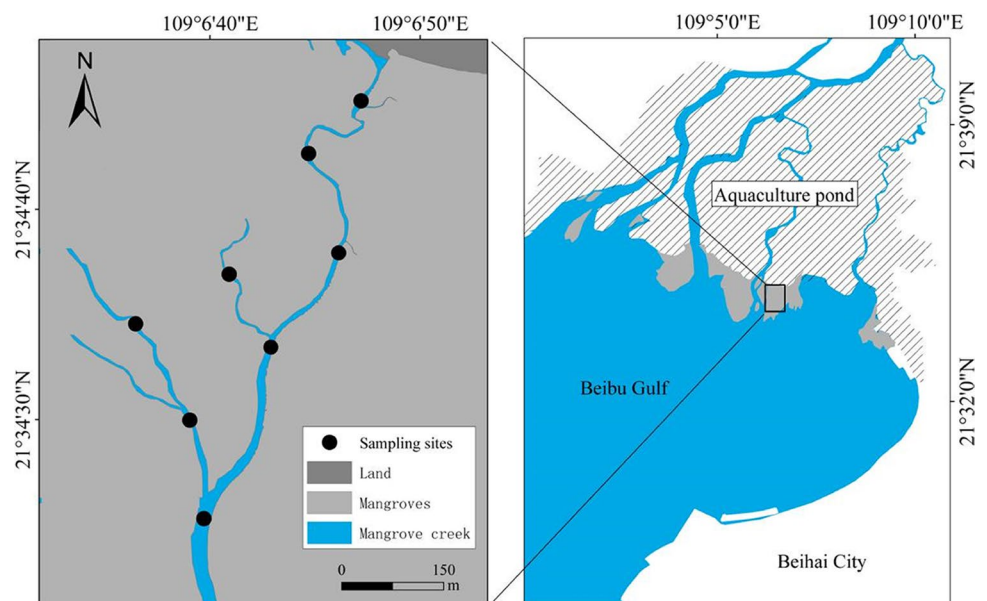 109°6'40"E
109°6'50"E
109°5'0"E
109°10'0"E
N
21°34'40"N
21°34'30"N
21°39'0"N
21°32'0"N
Aquaculture pond
Beibu Gulf
Beihai City
Sampling sites
Land
Mangroves
Mangrove creek
0
150
m